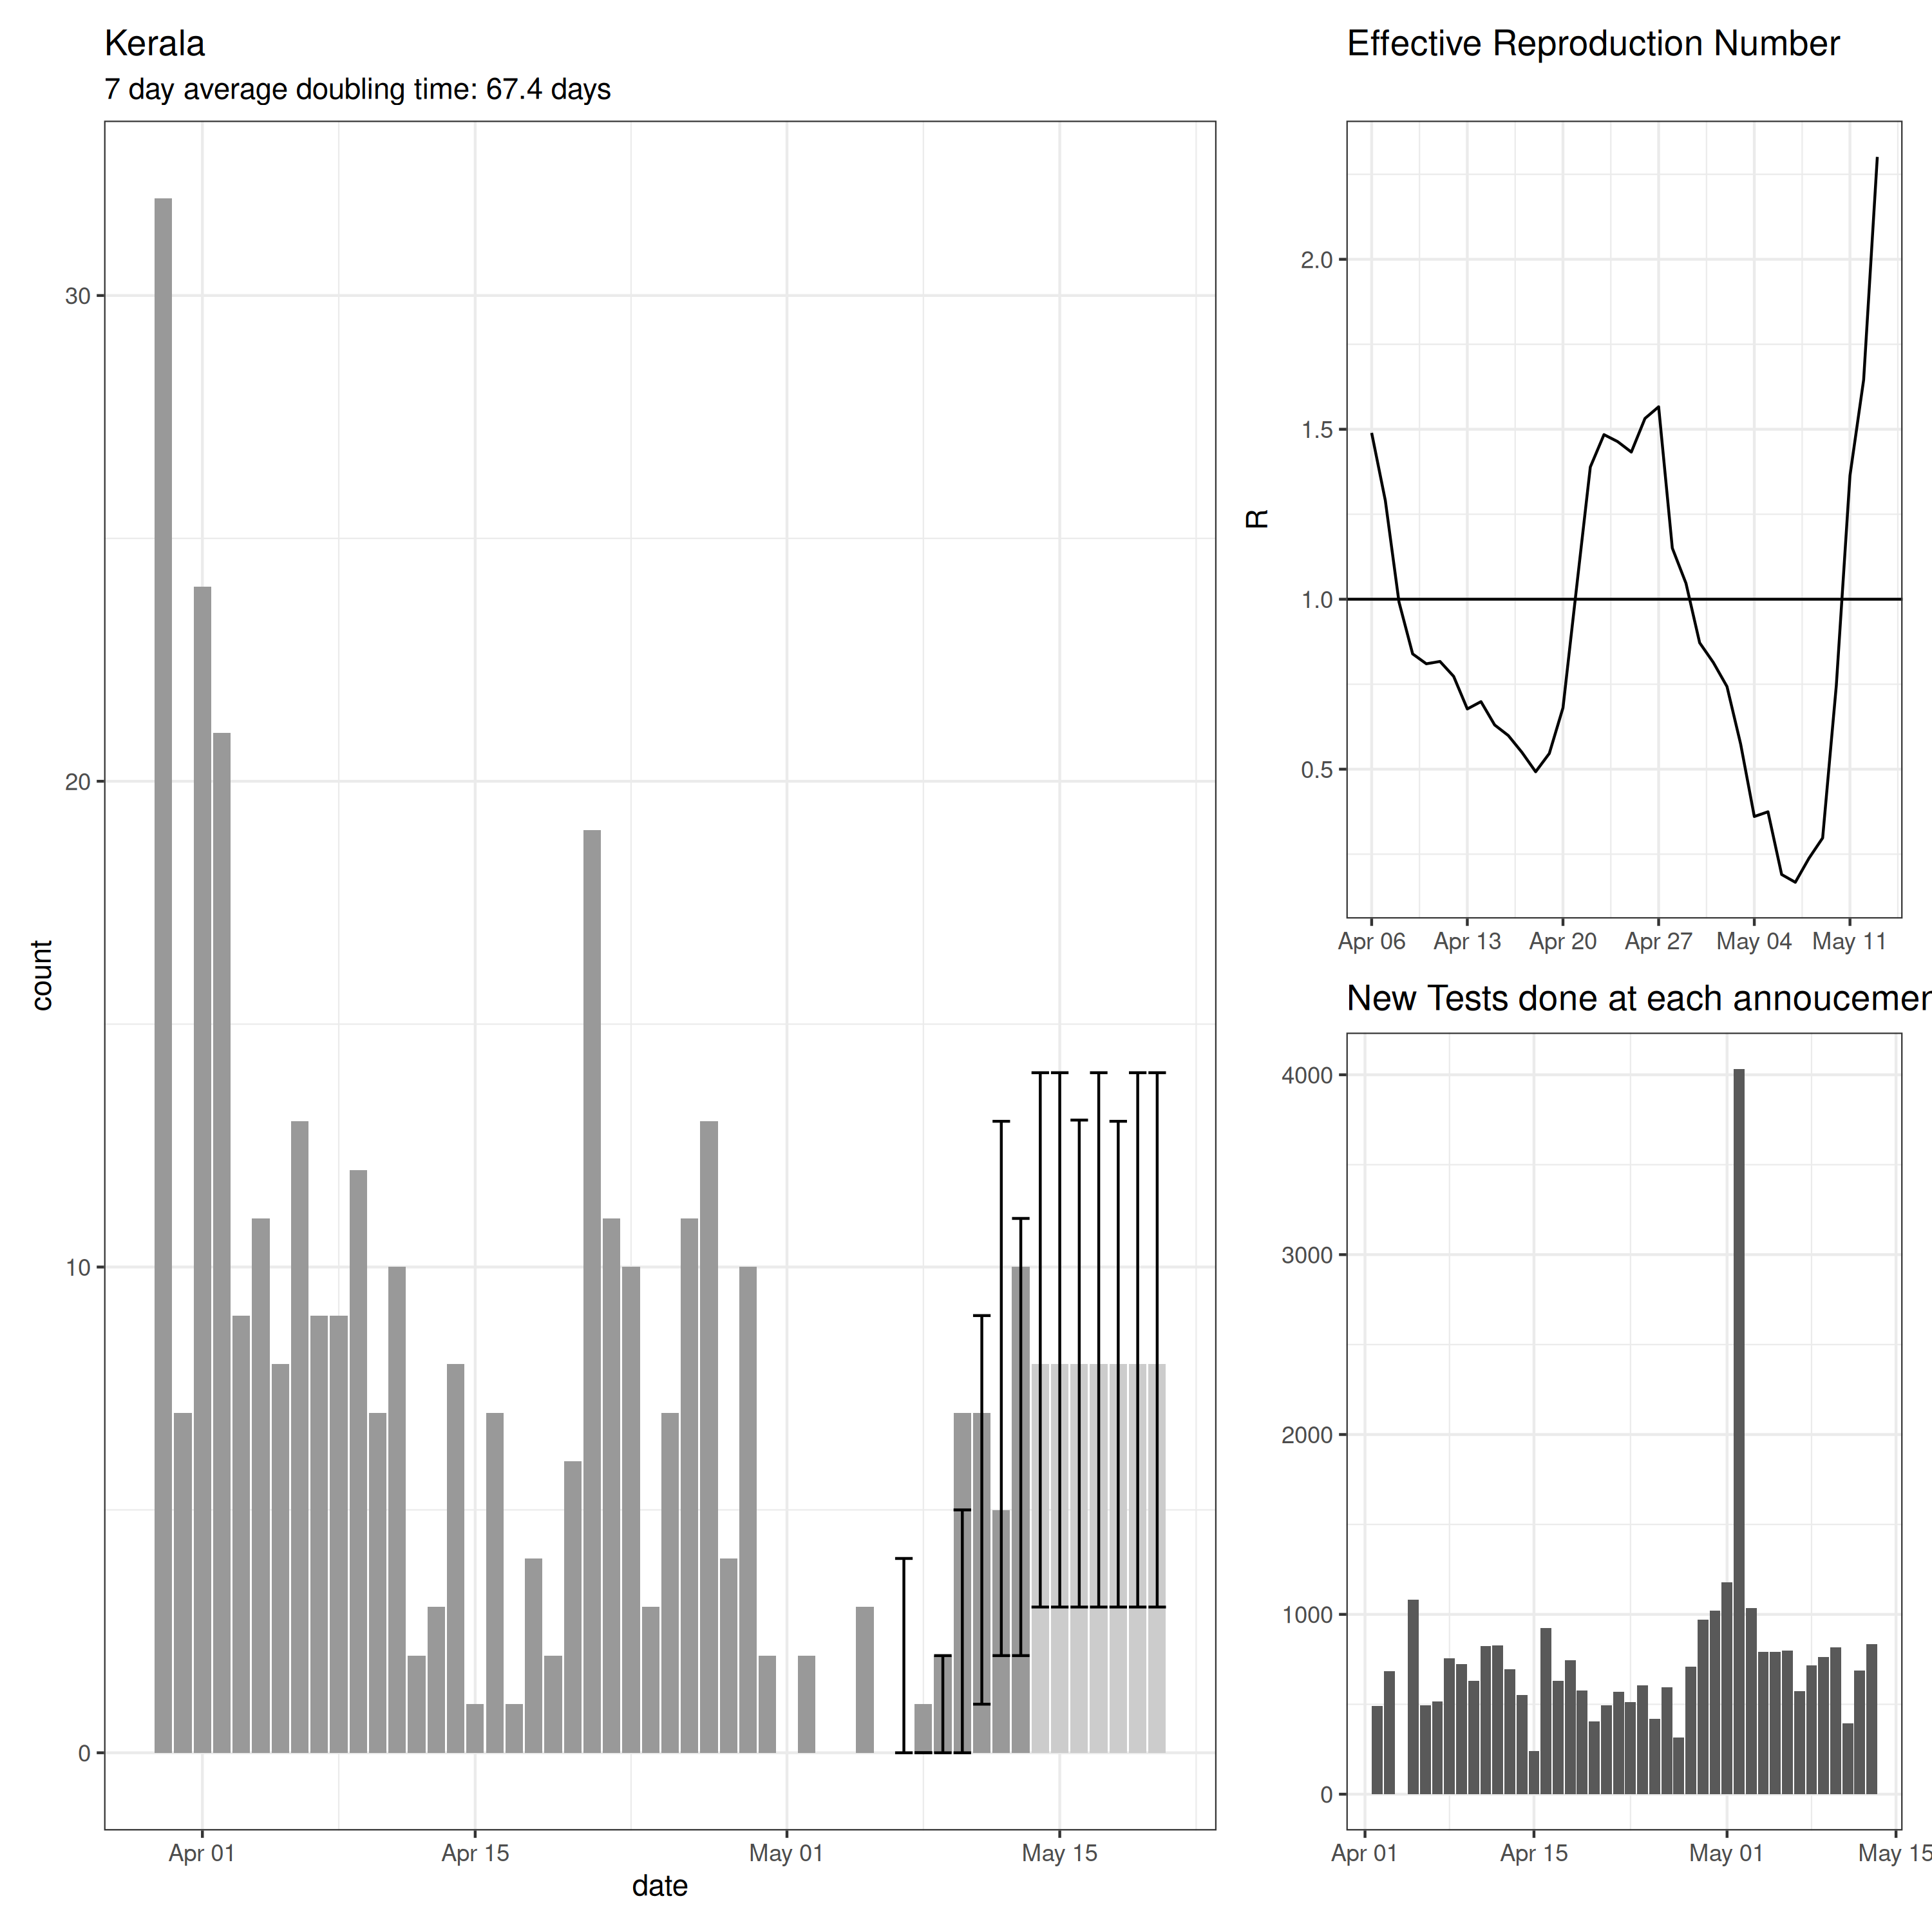 Kerala
7 day average doubling time: 67.4 days
count
30
20
10
0
Apr 01 Apr 15 May 01 May 15
date
Effective Reproduction Number
R
2.0
1.5
1.0
0.5
Apr 06 Apr 13 Apr 20 Apr 27 May 04 May 11
New Tests done at each annoucemen
4000
3000
2000
1000
0
Apr 01 Apr 15 May 01 May 15